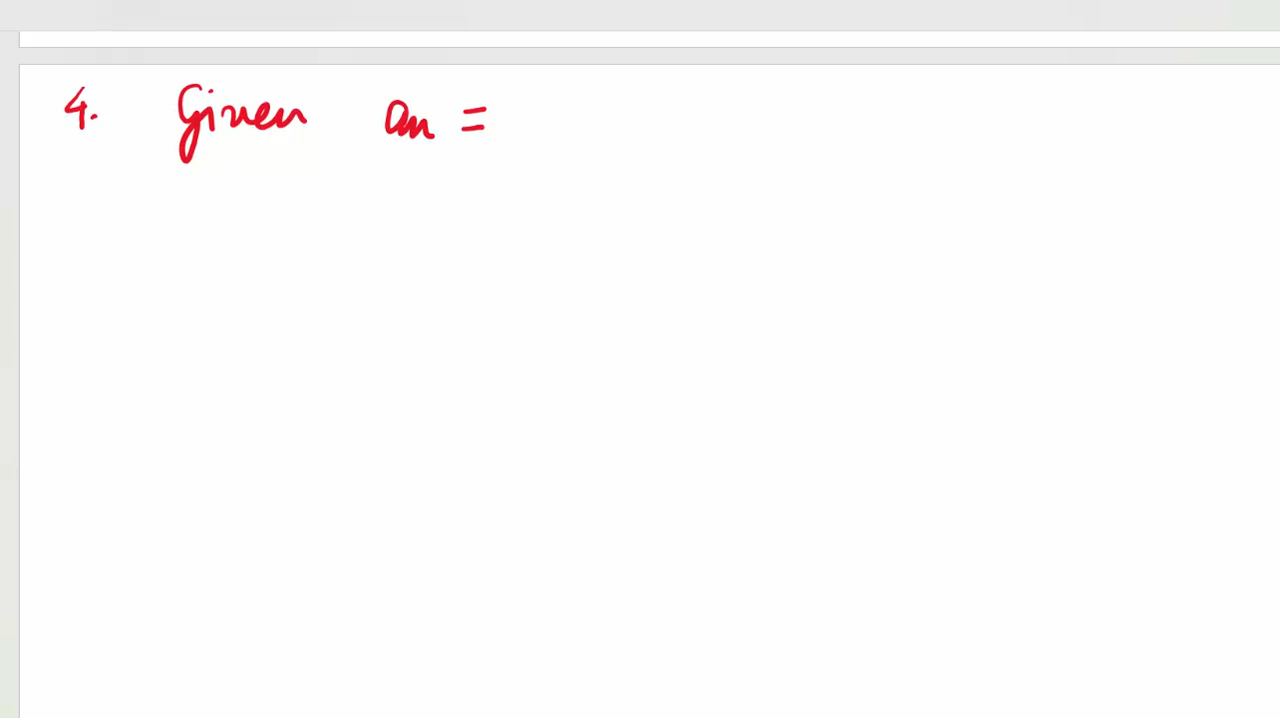 4. Given an =